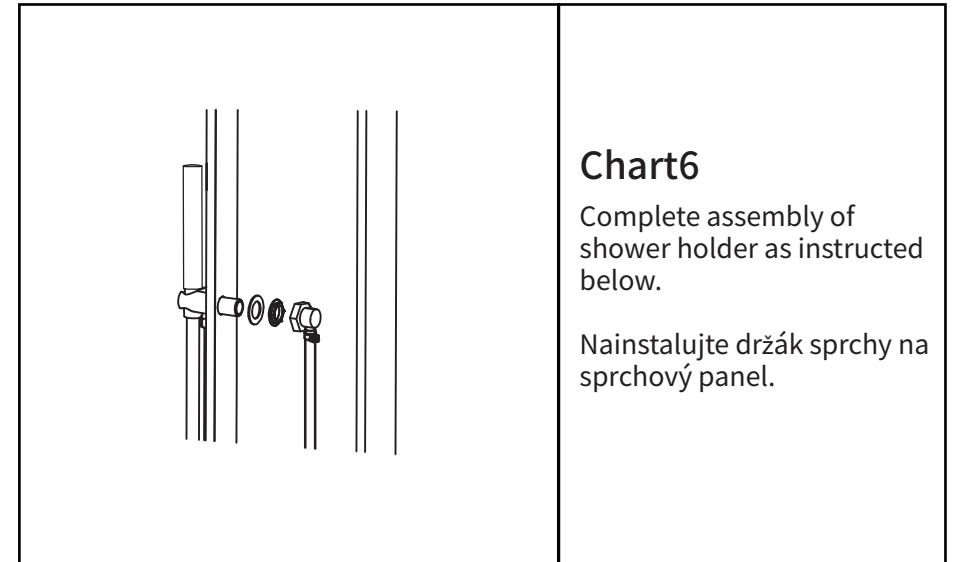 Chart6
Complete assembly of
shower holder as instructed
below.
Nainstalujte držák sprchy na
sprchový panel.